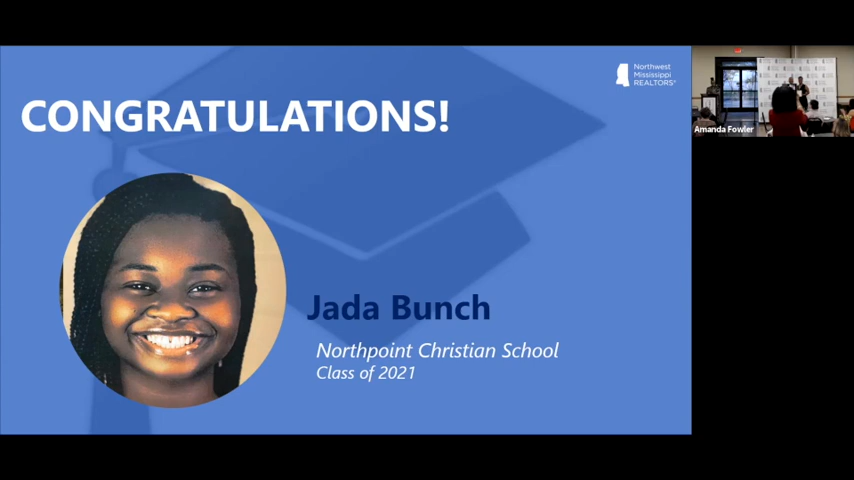 Northwest
Mississippi
REALTORS®
CONGRATULATIONS!
Amanda Fowler
Jada Bunch
Northpoint Christian School
Class of 2021